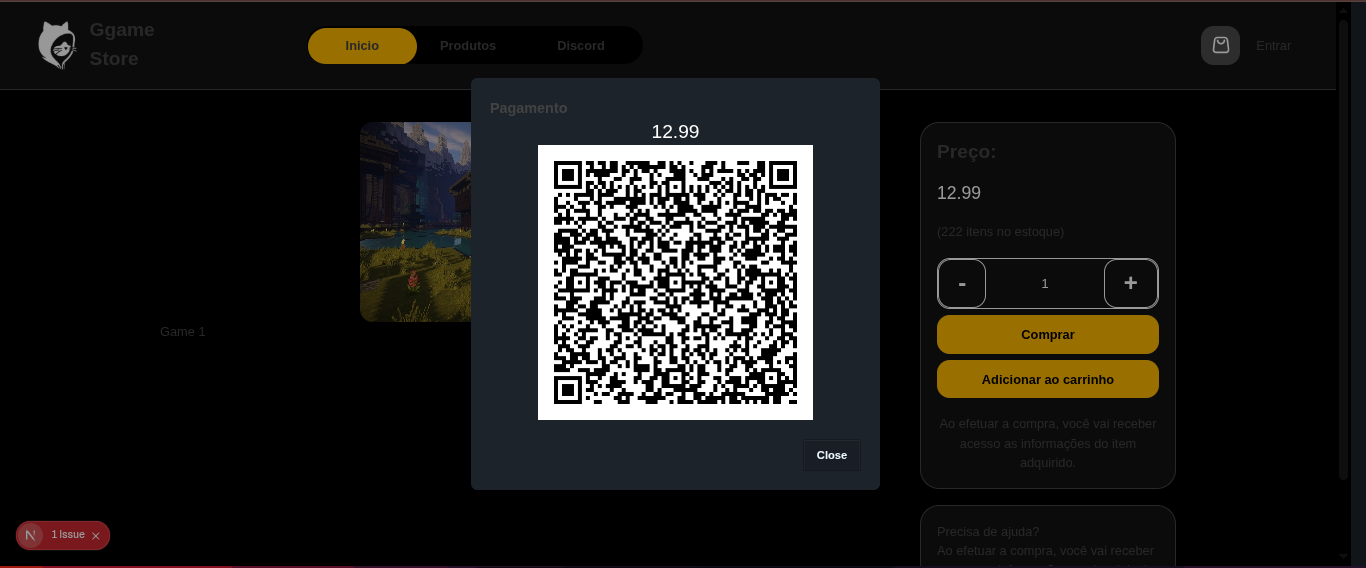 Ggame
Store
Inicio
Produtos
Discord
Entrar
Pagamento
12.99
Close
Game 1
Preço:
12.99
(222 itens no estoque)
-
1
+
Comprar
Adicionar ao carrinho
Ao efetuar a compra, você vai receber
acesso as informações do item
adquirido.
Precisa de ajuda?
Ao efetuar a compra, você vai receber
N
1 Issue